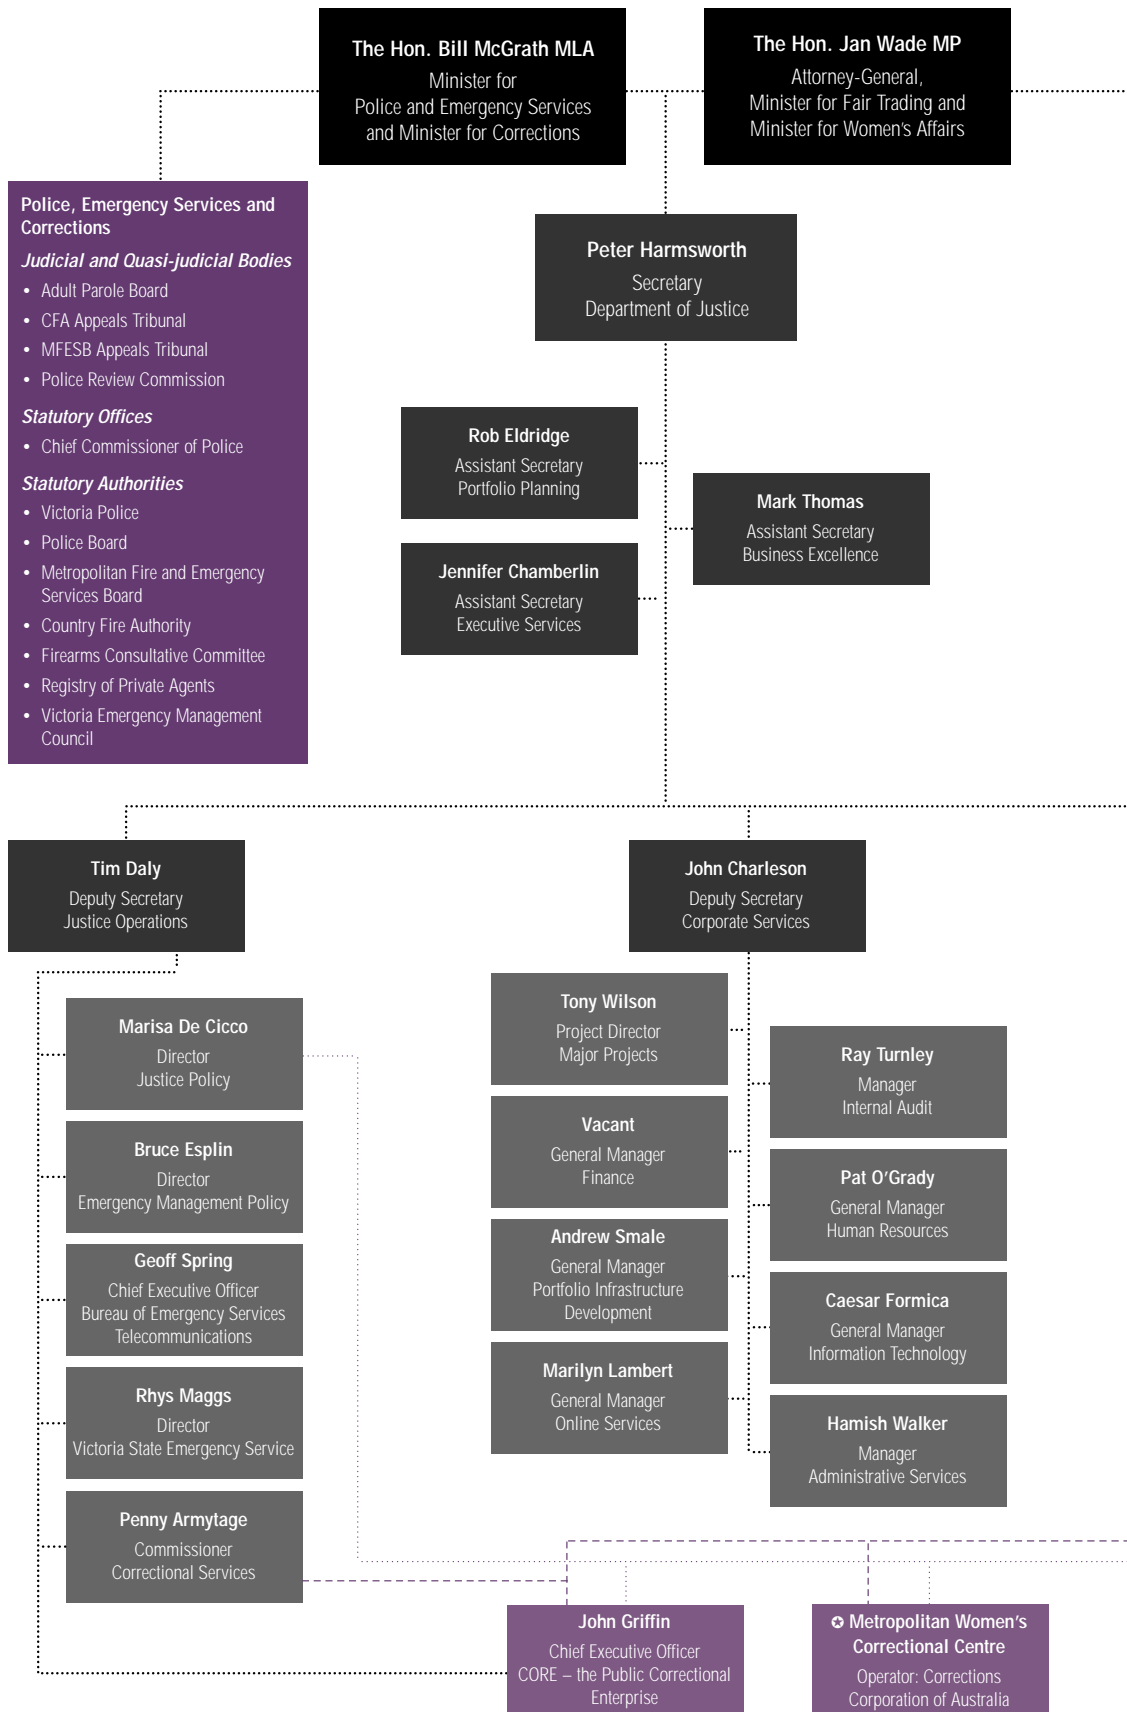 The Hon. Bill McGrath MLA
Minister for
Police and Emergency Services
and Minister for Corrections
The Hon. Jan Wade MP
Attorney-General,
Minister for Fair Trading and
Minister for Women's Affairs
Police, Emergency Services and
Corrections
Judicial and Quasi-judicial Bodies
• Adult Parole Board
• CFA Appeals Tribunal
• MFESB Appeals Tribunal
• Police Review Commission
Statutory Offices
• Chief Commissioner of Police
Statutory Authorities
• Victoria Police
• Police Board
• Metropolitan Fire and Emergency
Services Board
• Country Fire Authority
• Firearms Consultative Committee
• Registry of Private Agents
• Victoria Emergency Management
Council
Peter Harmsworth
Secretary
Department of Justice
Rob Eldridge
Assistant Secretary
Portfolio Planning
Mark Thomas
Assistant Secretary
Business Excellence
Jennifer Chamberlin
Assistant Secretary
Executive Services
Tim Daly
Deputy Secretary
Justice Operations
John Charleson
Deputy Secretary
Corporate Services
Marisa De Cicco
Director
Justice Policy
Bruce Esplin
Director
Emergency Management Policy
Geoff Spring
Chief Executive Officer
Bureau of Emergency Services
Telecommunications
Rhys Maggs
Director
Victoria State Emergency Service
Penny Armytage
Commissioner
Correctional Services
Tony Wilson
Project Director
Major Projects
Ray Turnley
Manager
Internal Audit
Vacant
General Manager
Finance
Pat O'Grady
General Manager
Human Resources
Andrew Smale
General Manager
Portfolio Infrastructure
Development
Caesar Formica
General Manager
Information Technology
Marilyn Lambert
General Manager
Online Services
Hamish Walker
Manager
Administrative Services
John Griffin
Chief Executive Officer
CORE – the Public Correctional
Enterprise
✪ Metropolitan Women's
Correctional Centre
Operator: Corrections
Corporation of Australia